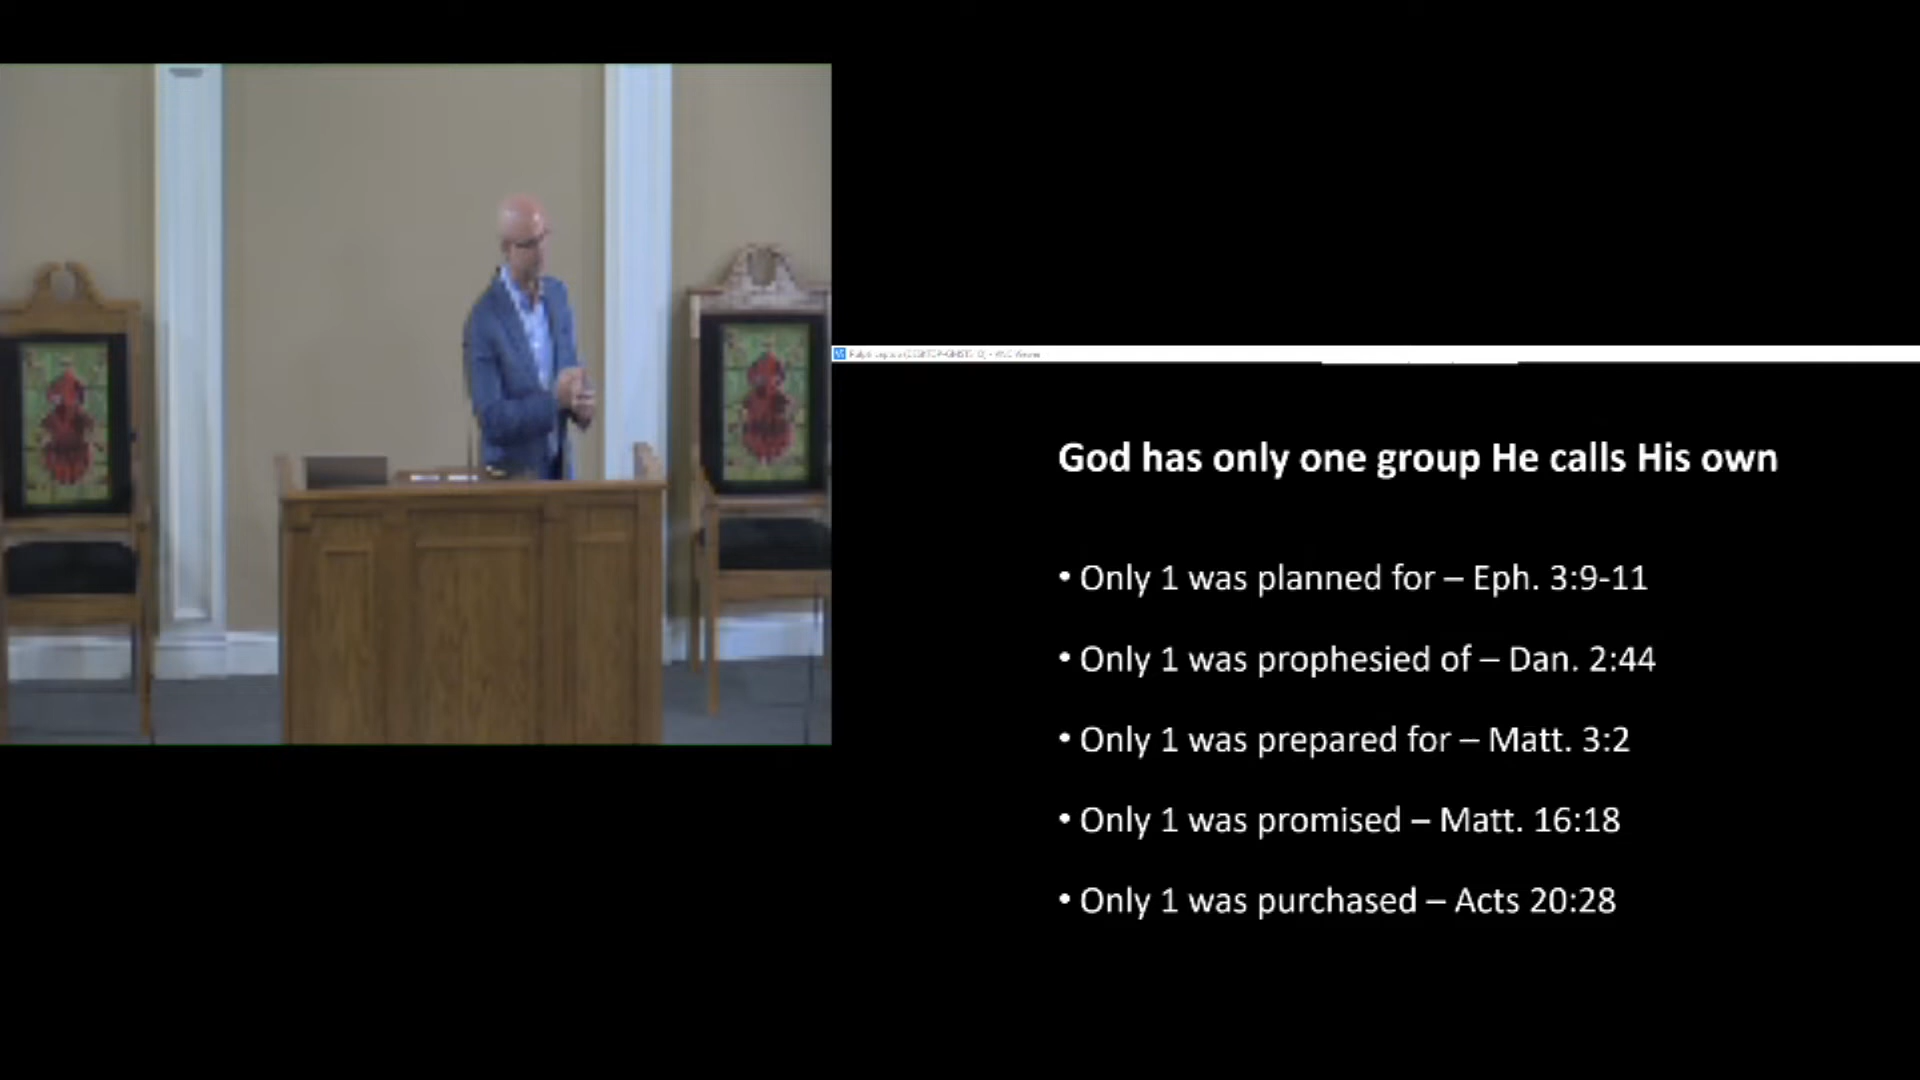 God has only one group He calls His own
• Only 1 was planned for – Eph. 3:9-11
• Only 1 was prophesied of – Dan. 2:44
• Only 1 was prepared for – Matt. 3:2
• Only 1 was promised – Matt. 16:18
• Only 1 was purchased – Acts 20:28